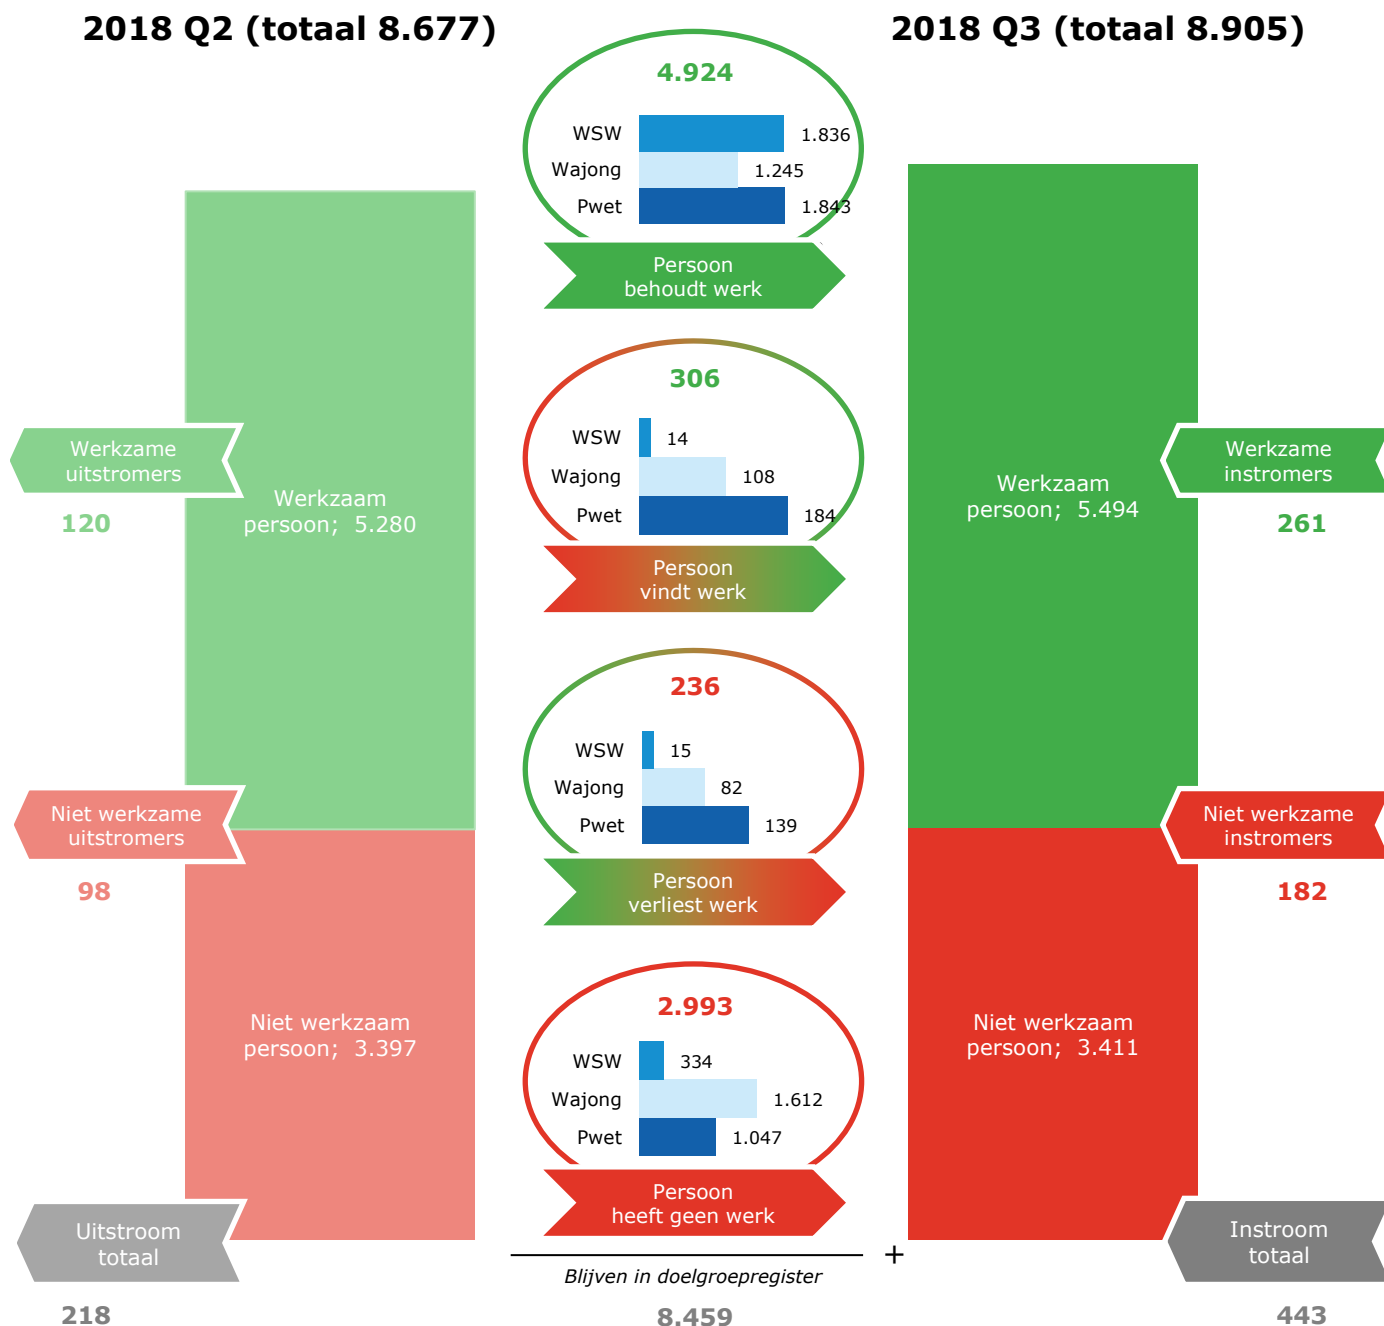 2018 Q2 (totaal 8.677)
2018 Q3 (totaal 8.905)
4.924
WSW 1.836
Wajong 1.245
Pwet 1.843
Persoon
behoudt werk
306
WSW 14
Wajong 108
Pwet 184
Persoon
vindt werk
236
WSW 15
Wajong 82
Pwet 139
Persoon
verliest werk
2.993
WSW 334
Wajong 1.612
Pwet 1.047
Persoon
heeft geen werk
Werkzame
uitstromers
120
Werkzaam
persoon; 5.280
Niet werkzame
uitstromers
98
Niet werkzaam
persoon; 3.397
Uitstroom
totaal
218
Werkzaam
persoon; 5.494
Werkzame
instromers
261
Niet werkzame
instromers
182
Niet werkzaam
persoon; 3.411
Instroom
totaal
443
+
Blijven in doelgroepregister
8.459